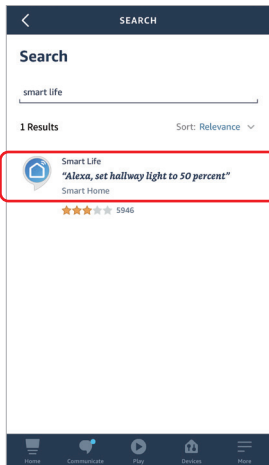 SEARCH
Search
smart life
1 Results Sort: Relevance
Smart Life
"Alexa, set hallway light to 50 percent"
Smart Home
5946
Home Communicate Play Devices More